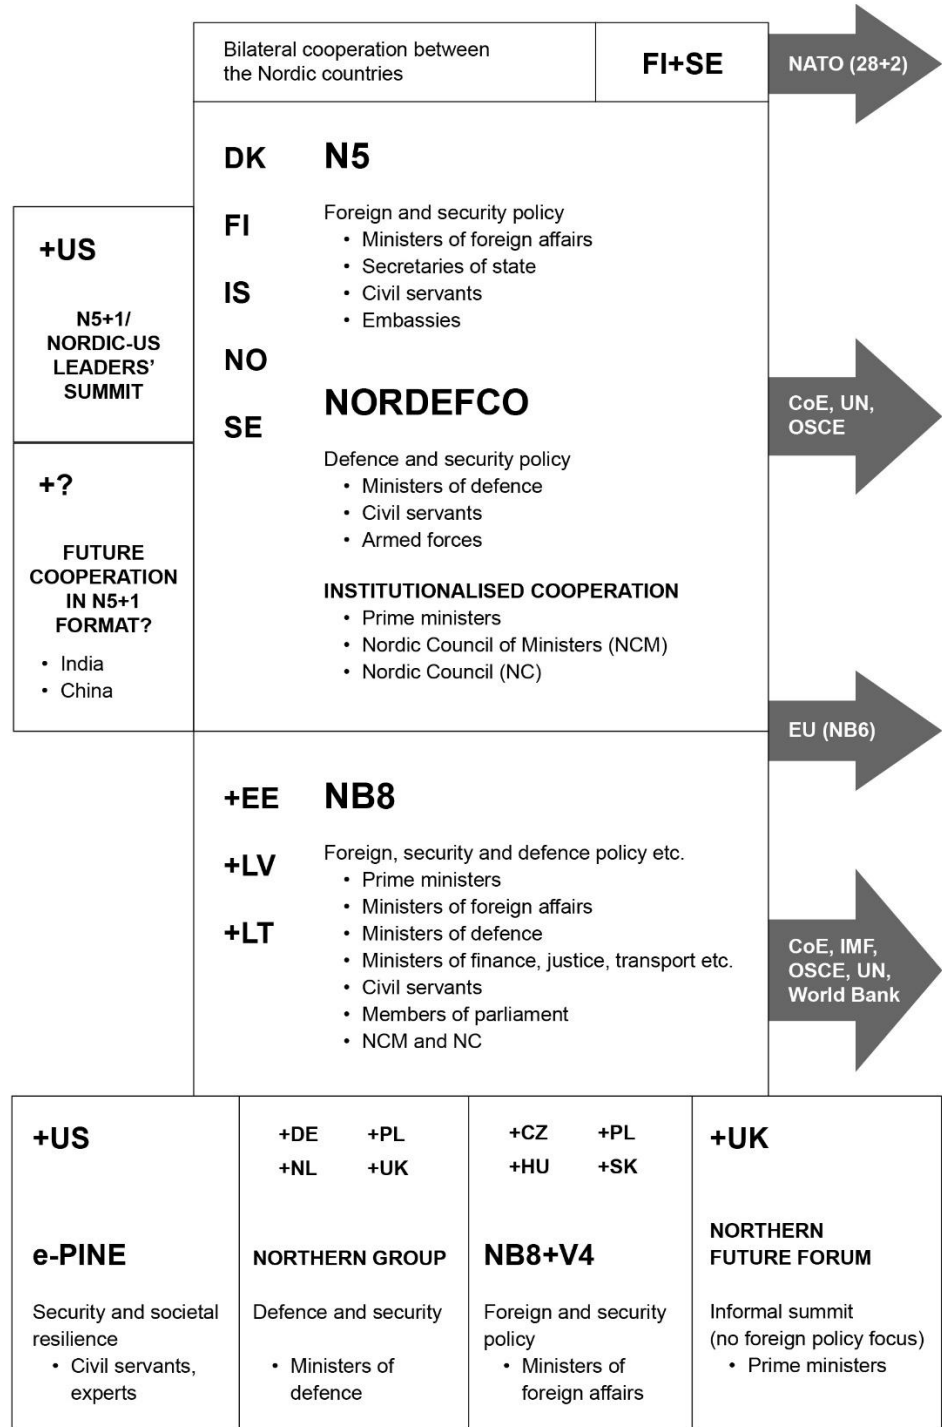 Bilateral cooperation between
the Nordic countries
FI+SE
NATO (28+2)
DK
FI
IS
NO
SE
N5
Foreign and security policy
• Ministers of foreign affairs
• Secretaries of state
• Civil servants
• Embassies
NORDEFCO
Defence and security policy
• Ministers of defence
• Civil servants
• Armed forces
INSTITUTIONALISED COOPERATION
• Prime ministers
• Nordic Council of Ministers (NCM)
• Nordic Council (NC)
+US
N5+1/
NORDIC-US
LEADERS’
SUMMIT
+?
FUTURE
COOPERATION
IN N5+1
FORMAT?
• India
• China
CoE, UN,
OSCE
EU (NB6)
+EE
+LV
+LT
NB8
Foreign, security and defence policy etc.
• Prime ministers
• Ministers of foreign affairs
• Ministers of defence
• Ministers of finance, justice, transport etc.
• Civil servants
• Members of parliament
• NCM and NC
CoE, IMF,
OSCE, UN,
World Bank
+US
e-PINE
Security and societal
resilience
• Civil servants,
experts
+DE +PL
+NL +UK
NORTHERN GROUP
Defence and security
• Ministers of
defence
+CZ +PL
+HU +SK
NB8+V4
Foreign and security
policy
• Ministers of
foreign affairs
+UK
NORTHERN
FUTURE FORUM
Informal summit
(no foreign policy focus)
• Prime ministers